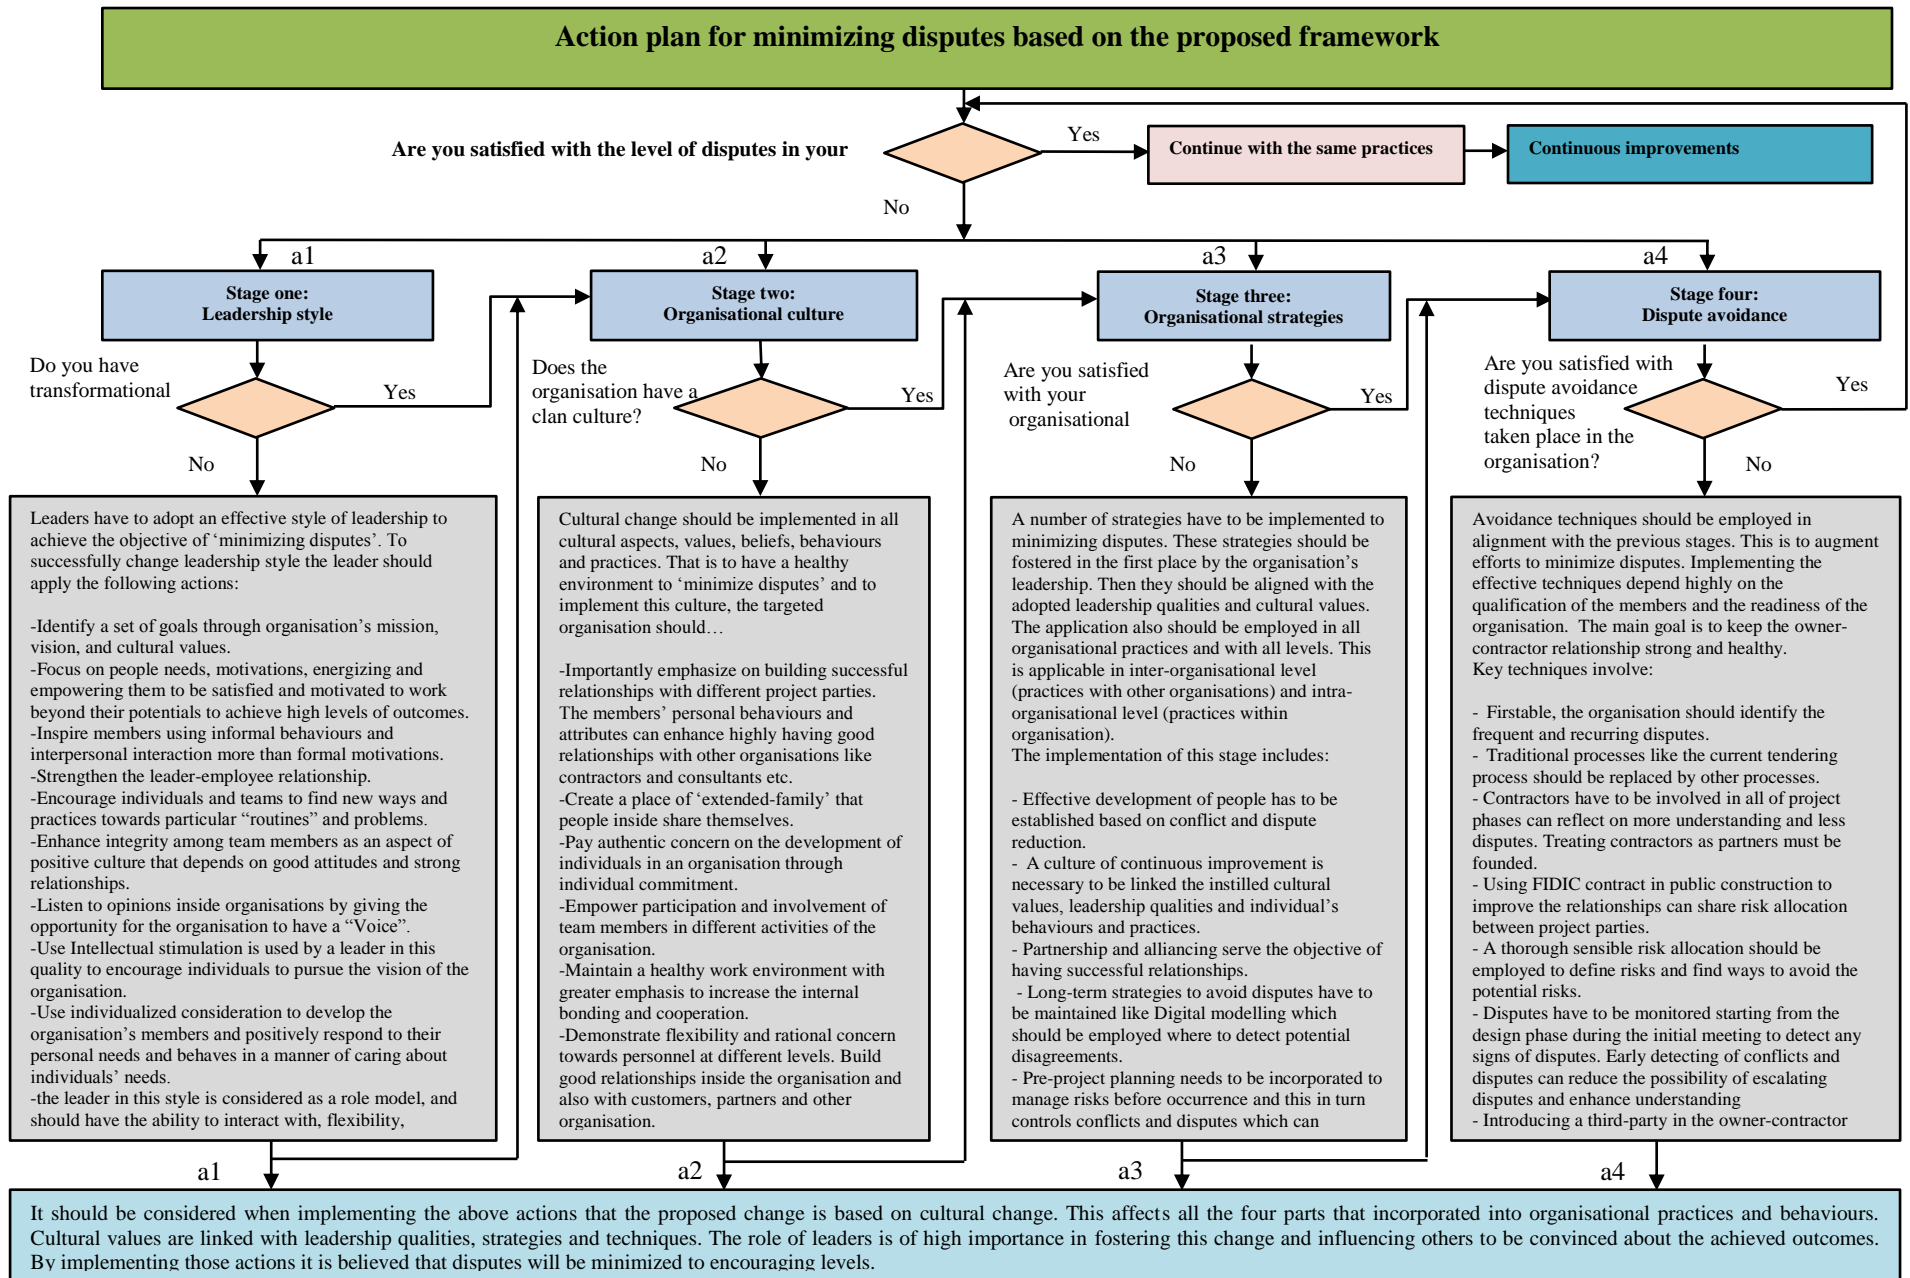 Action plan for minimizing disputes based on the proposed framework
Are you satisfied with the level of disputes in your
Yes
Continue with the same practices
Continuous improvements
No
a1
a2
a3
a4
Stage one:
Leadership style
Stage two:
Organisational culture
Stage three:
Organisational strategies
Stage four:
Dispute avoidance
Do you have
transformational
Yes
No
Does the
organisation have a
clan culture?
Yes
No
Are you satisfied
with your
organisational
Yes
No
Are you satisfied with
dispute avoidance
techniques
taken place in the
organisation?
Yes
No
Leaders have to adopt an effective style of leadership to
achieve the objective of ‘minimizing disputes’. To
successfully change leadership style the leader should
apply the following actions:
-Identify a set of goals through organisation’s mission,
vision, and cultural values.
-Focus on people needs, motivations, energizing and
empowering them to be satisfied and motivated to work
beyond their potentials to achieve high levels of outcomes.
-Inspire members using informal behaviours and
interpersonal interaction more than formal motivations.
-Strengthen the leader-employee relationship.
-Encourage individuals and teams to find new ways and
practices towards particular “routines” and problems.
-Enhance integrity among team members as an aspect of
positive culture that depends on good attitudes and strong
relationships.
-Listen to opinions inside organisations by giving the
opportunity for the organisation to have a “Voice”.
-Use Intellectual stimulation is used by a leader in this
quality to encourage individuals to pursue the vision of the
organisation.
-Use individualized consideration to develop the
organisation’s members and positively respond to their
personal needs and behaves in a manner of caring about
individuals’ needs.
-the leader in this style is considered as a role model, and
should have the ability to interact with, flexibility,
Cultural change should be implemented in all
cultural aspects, values, beliefs, behaviours
and practices. That is to have a healthy
environment to ‘minimize disputes’ and to
implement this culture, the targeted
organisation should…
-Importantly emphasize on building successful
relationships with different project parties.
The members’ personal behaviours and
attributes can enhance highly having good
relationships with other organisations like
contractors and consultants etc.
-Create a place of ‘extended-family’ that
people inside share themselves.
-Pay authentic concern on the development of
individuals in an organisation through
individual commitment.
-Empower participation and involvement of
team members in different activities of the
organisation.
-Maintain a healthy work environment with
greater emphasis to increase the internal
bonding and cooperation.
-Demonstrate flexibility and rational concern
towards personnel at different levels. Build
good relationships inside the organisation and
also with customers, partners and other
organisation.
A number of strategies have to be implemented to
minimizing disputes. These strategies should be
fostered in the first place by the organisation’s
leadership. Then they should be aligned with the
adopted leadership qualities and cultural values.
The application also should be employed in all
organisational practices and with all levels. This
is applicable in inter-organisational level
(practices with other organisations) and intra-
organisational level (practices within
organisation).
The implementation of this stage includes:
- Effective development of people has to be
established based on conflict and dispute
reduction.
- A culture of continuous improvement is
necessary to be linked the instilled cultural
values, leadership qualities and individual’s
behaviours and practices.
- Partnership and alliancing serve the objective of
having successful relationships.
- Long-term strategies to avoid disputes have to
be maintained like Digital modelling which
should be employed where to detect potential
disagreements.
- Pre-project planning needs to be incorporated to
manage risks before occurrence and this in turn
controls conflicts and disputes which can
Avoidance techniques should be employed in
alignment with the previous stages. This is to augment
efforts to minimize disputes. Implementing the
effective techniques depend highly on the
qualification of the members and the readiness of the
organisation. The main goal is to keep the owner-
contractor relationship strong and healthy.
Key techniques involve:
- Firstable, the organisation should identify the
frequent and recurring disputes.
- Traditional processes like the current tendering
process should be replaced by other processes.
- Contractors have to be involved in all of project
phases can reflect on more understanding and less
disputes. Treating contractors as partners must be
founded.
- Using FIDIC contract in public construction to
improve the relationships can share risk allocation
between project parties.
- A thorough sensible risk allocation should be
employed to define risks and find ways to avoid the
potential risks.
- Disputes have to be monitored starting from the
design phase during the initial meeting to detect any
signs of disputes. Early detecting of conflicts and
disputes can reduce the possibility of escalating
disputes and enhance understanding
- Introducing a third-party in the owner-contractor
a1
a2
a3
a4
It should be considered when implementing the above actions that the proposed change is based on cultural change. This affects all the four parts that incorporated into organisational practices and behaviours.
Cultural values are linked with leadership qualities, strategies and techniques. The role of leaders is of high importance in fostering this change and influencing others to be convinced about the achieved outcomes.
By implementing those actions it is believed that disputes will be minimized to encouraging levels.